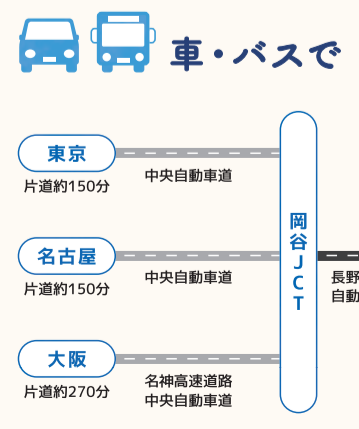 車・バスで
東京
片道約150分
中央自動車道
名古屋
片道約150分
中央自動車道
大阪
片道約270分
名神高速道路
中央自動車道
岡谷JCT
長野
自動